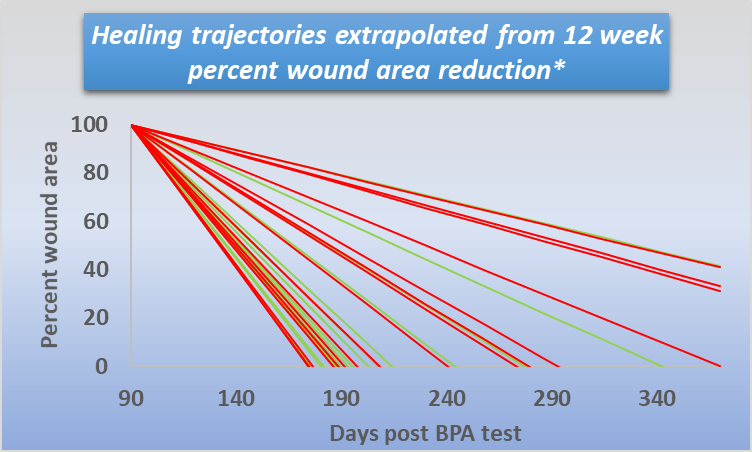 Healing trajectories extrapolated from 12 week
percent wound area reduction*
100
80
60
40
20
0
Percent wound area
90 140 190 240 290 340
Days post BPA test